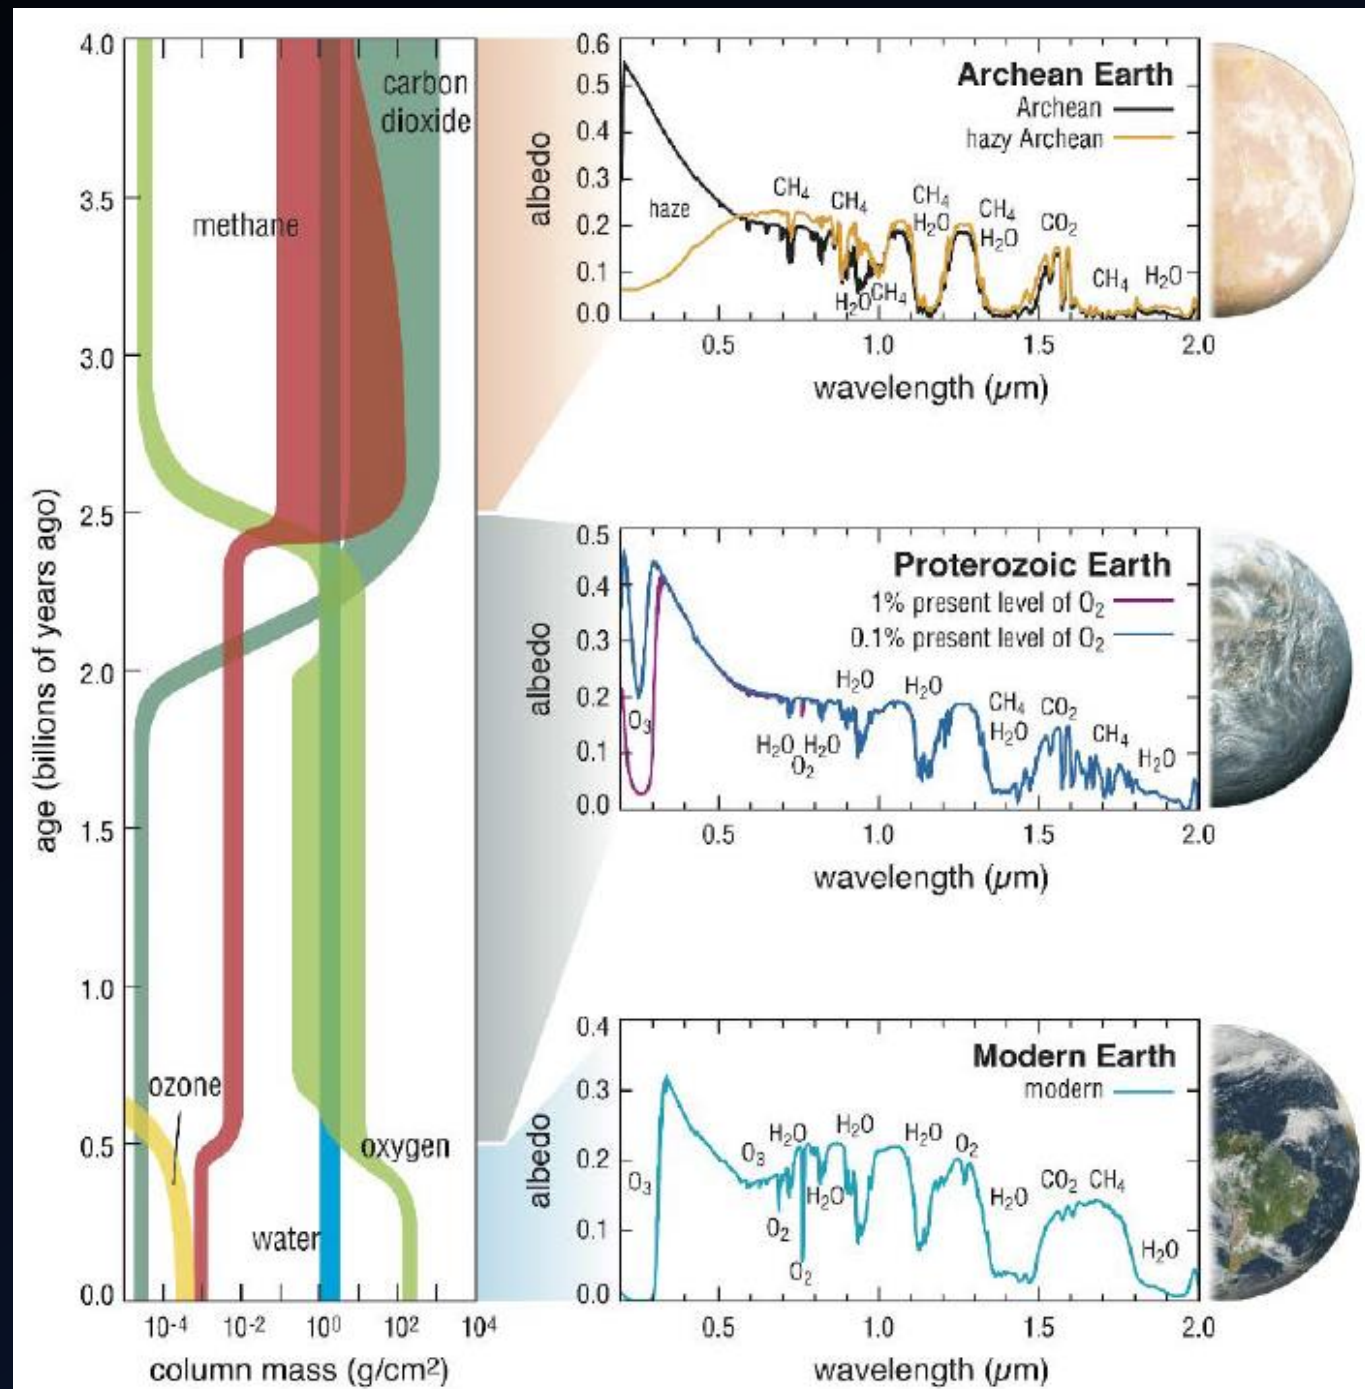 4.0
3.5
3.0
2.5
2.0
1.5
1.0
0.5
0.0
age (billions of years ago)
carbon
dioxide
methane
ozone
oxygen
water
10-4
10-2
10⁰
10²
10⁴
column mass (g/cm²)
0.6
0.5
0.4
0.3
0.2
0.1
0.0
albedo
Archean Earth
Archean
hazy Archean
haze
CH₄
CH₄
CH₄
H₂O
CH₄
H₂O
CO₂
H₂O
CH₄
CH₄
H₂O
0.5
1.0
1.5
2.0
wavelength (µm)
0.5
0.4
0.3
0.2
0.1
0.0
albedo
Proterozoic Earth
1% present level of O₂
0.1% present level of O₂
O₃
H₂O
H₂O
O₂
H₂O
H₂O
CH₄
H₂O
CO₂
CH₄
H₂O
0.5
1.0
1.5
2.0
wavelength (µm)
0.4
0.3
0.2
0.1
0.0
albedo
Modern Earth
modern
O₃
O₃
H₂O
O₂
O₂
H₂O
H₂O
H₂O
O₂
H₂O
CO₂ CH₄
H₂O
0.5
1.0
1.5
2.0
wavelength (µm)